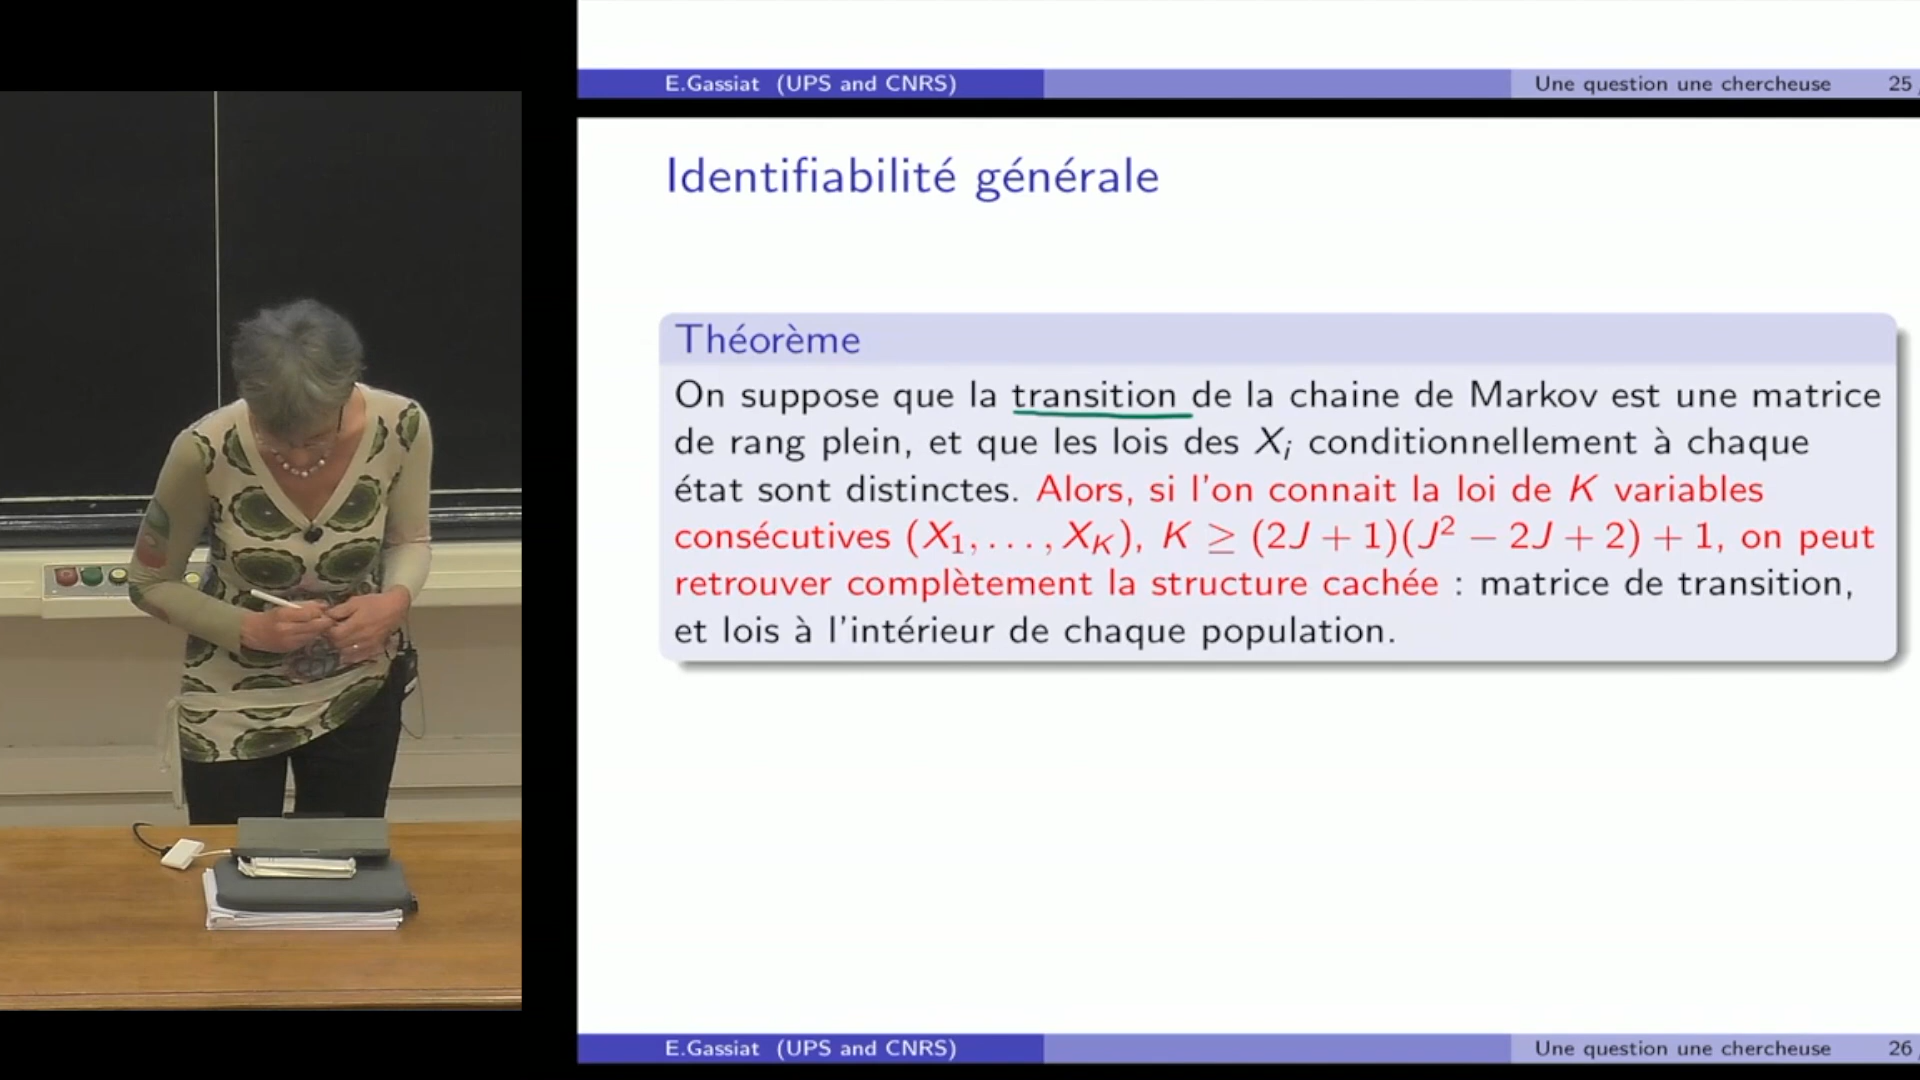 E.Gassiat (UPS and CNRS) Une question une chercheuse 25
Identifiabilité générale
Théorème
On suppose que la transition de la chaine de Markov est une matrice
de rang plein, et que les lois des Xᵢ conditionnellement à chaque
état sont distinctes. Alors, si l'on connait la loi de K variables
consécutives (X₁, . . . , X_K), K ≥ (2J + 1)(J² − 2J + 2) + 1, on peut
retrouver complètement la structure cachée : matrice de transition,
et lois à l'intérieur de chaque population.
E.Gassiat (UPS and CNRS) Une question une chercheuse 26